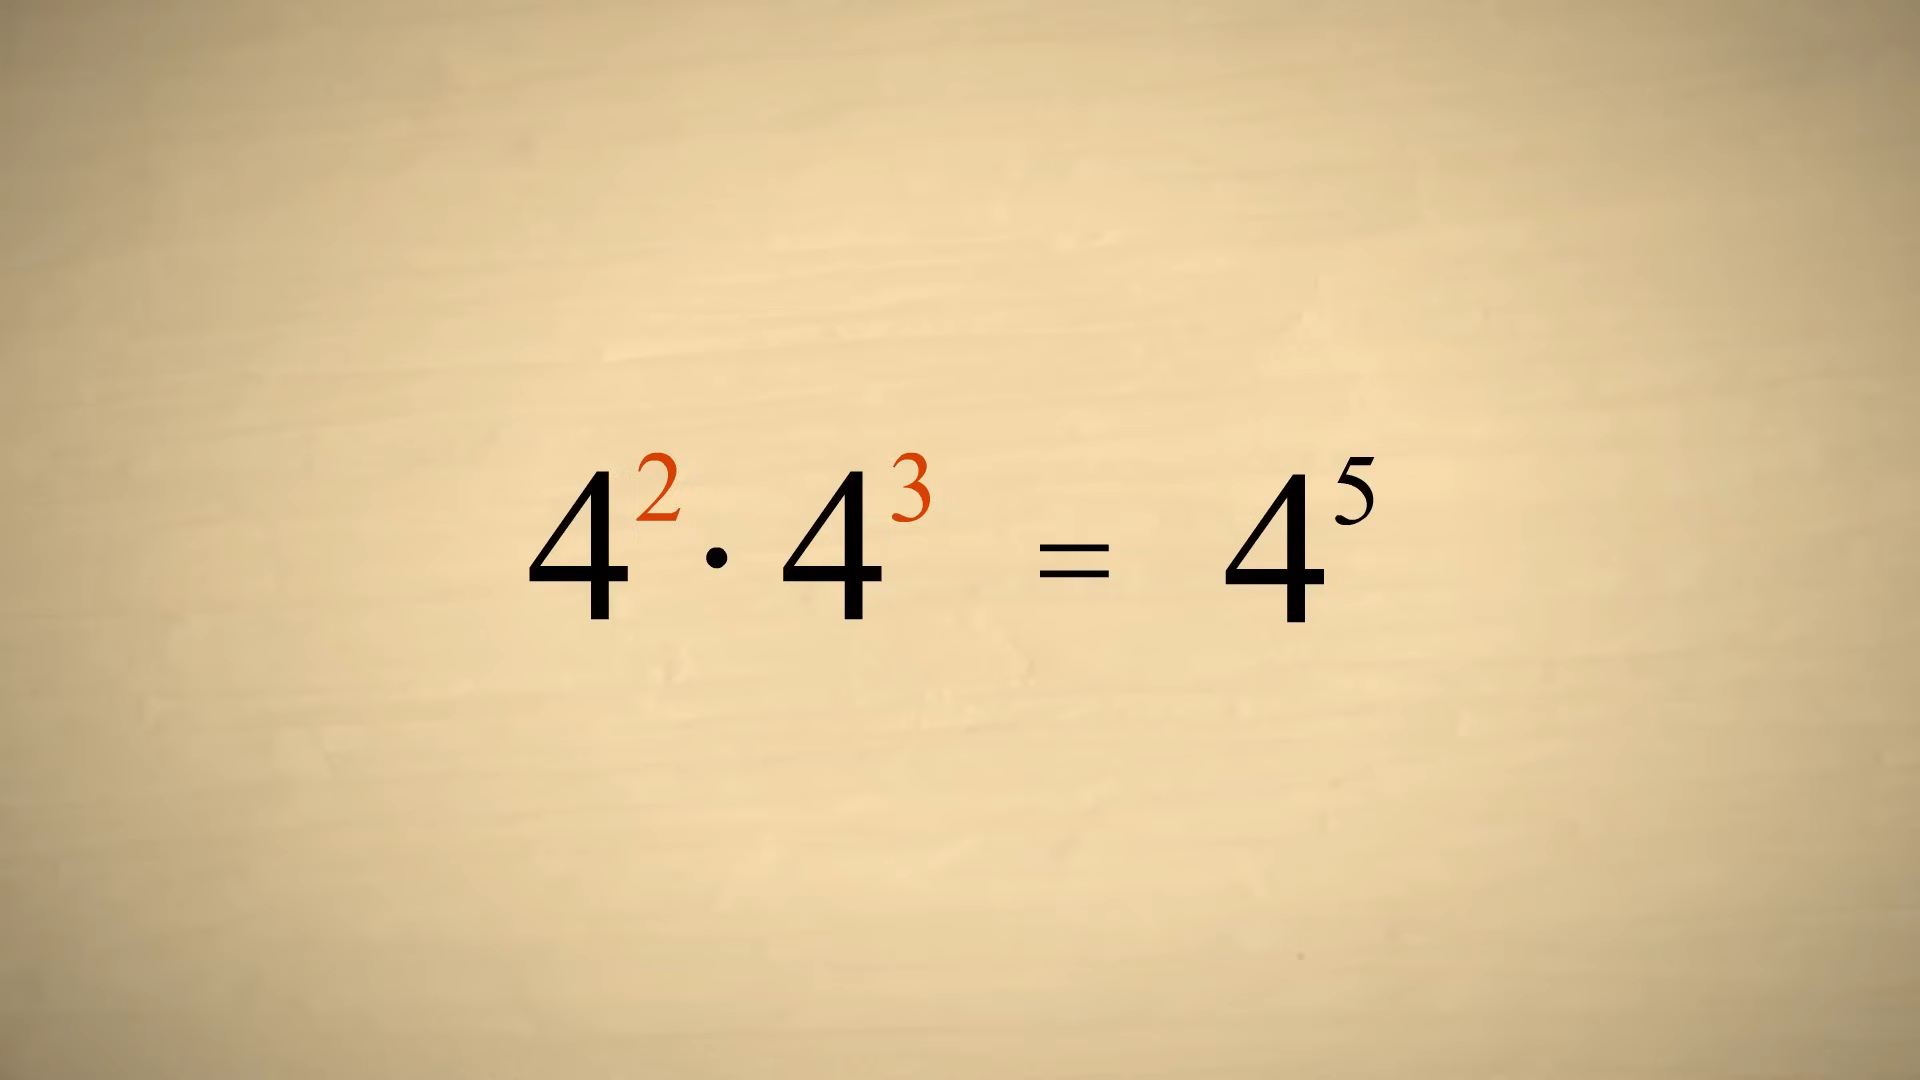 4² · 4³ = 4⁵